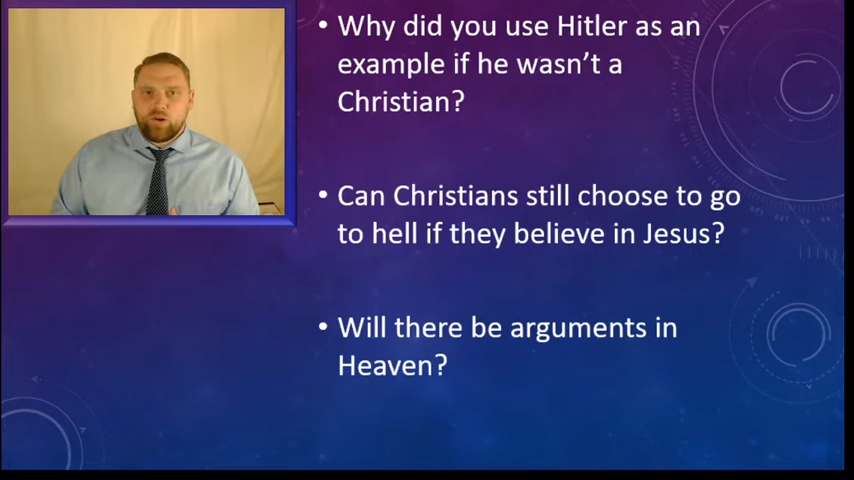 • Why did you use Hitler as an
example if he wasn't a
Christian?
• Can Christians still choose to go
to hell if they believe in Jesus?
• Will there be arguments in
Heaven?